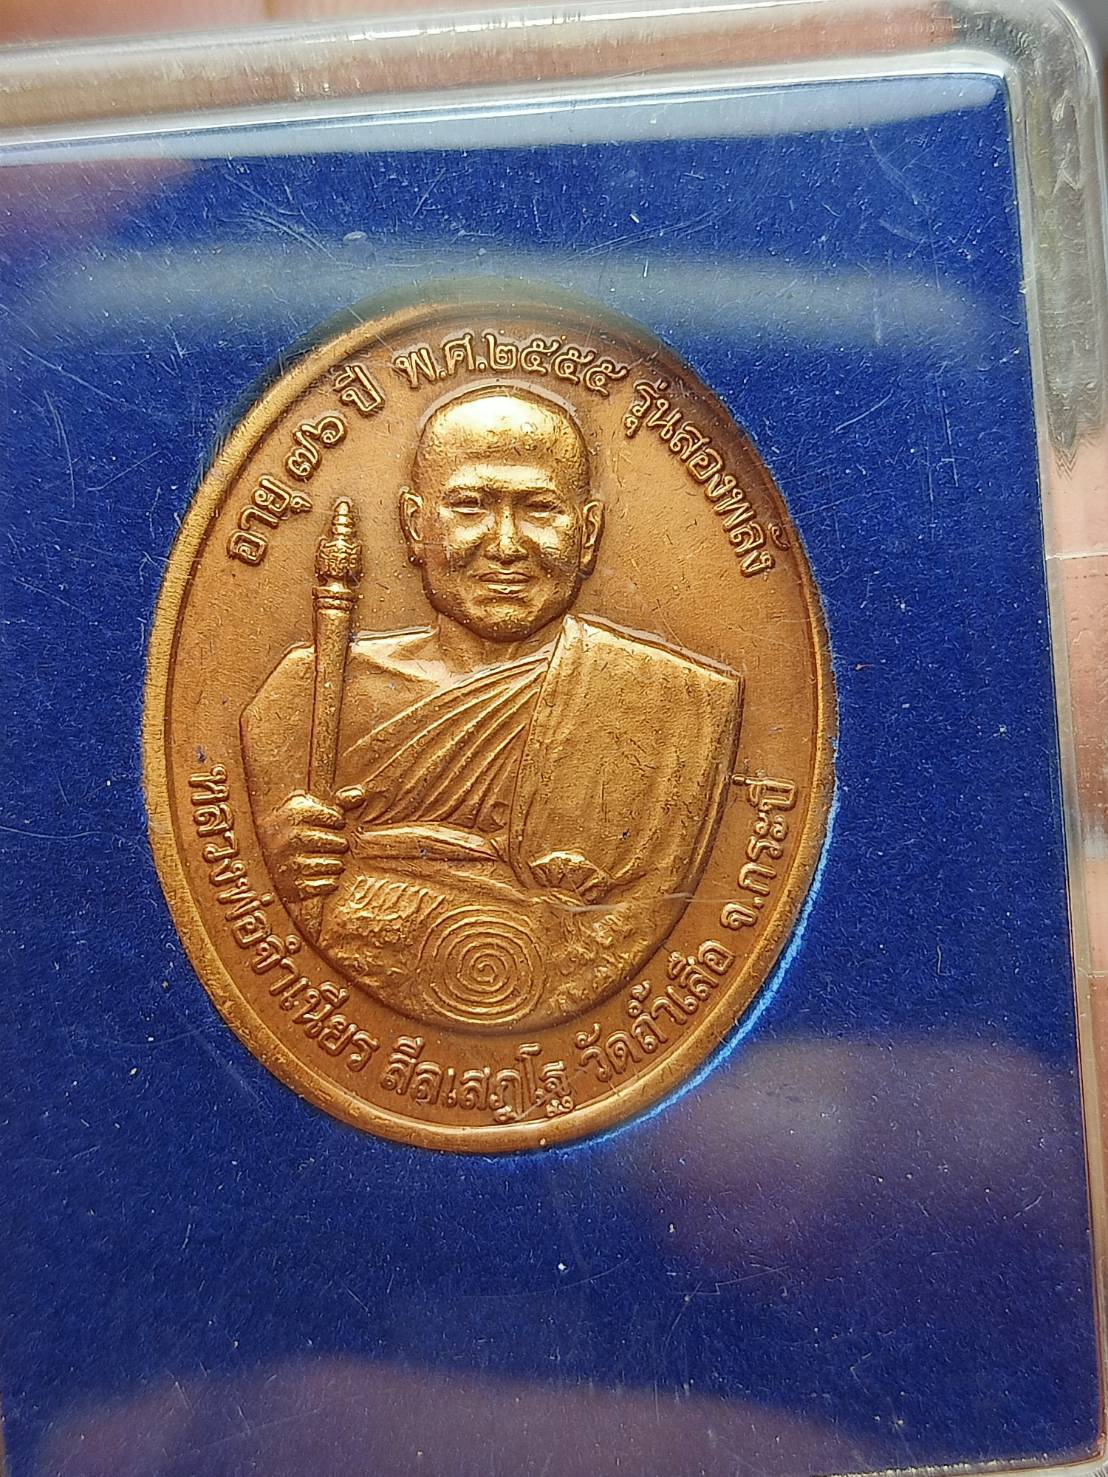 อายุ ๗๖ ปี พ.ศ.๒๕๕๕ รุ่นสองพลัง
หลวงพ่อจำเนียร สีลเสฏโฐ วัดถ้ำเสือ จ.กระบี่